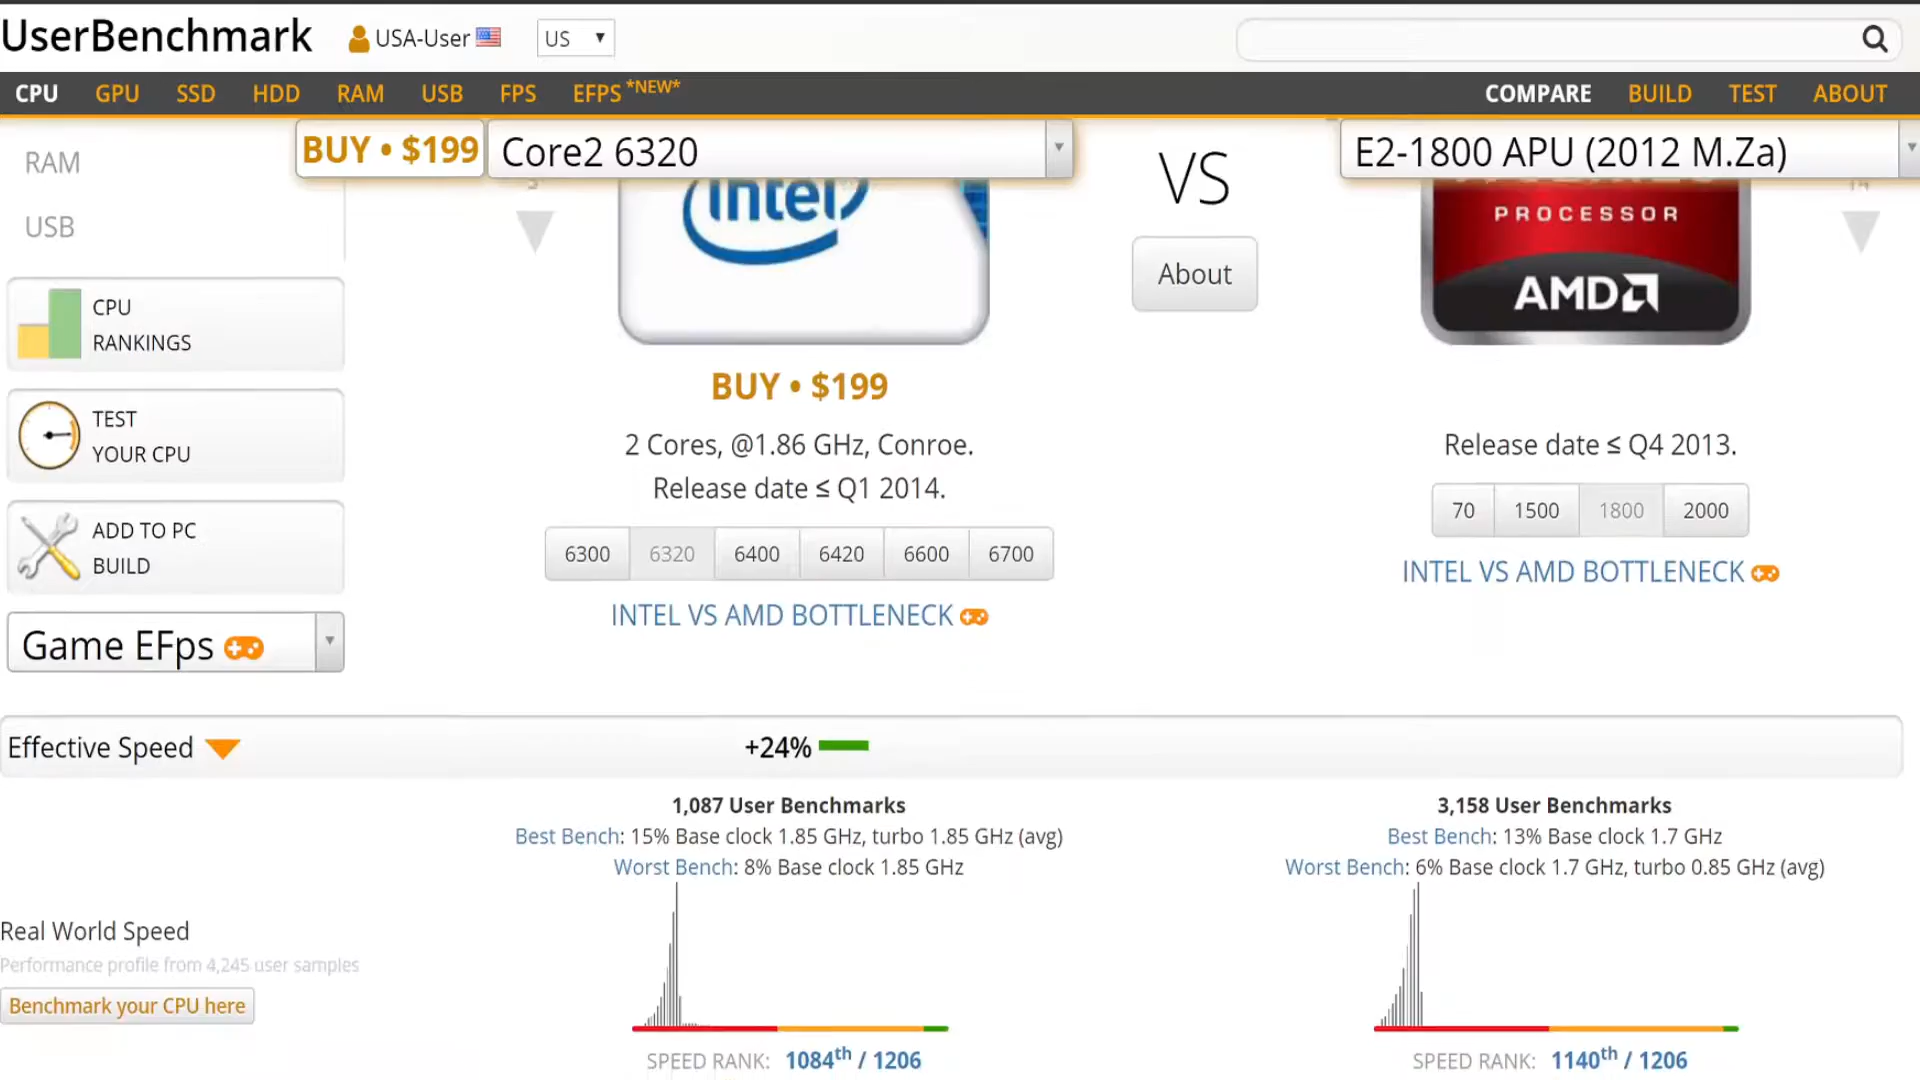 UserBenchmark
USA-User
US
CPU
GPU
SSD
HDD
RAM
USB
FPS
EFPS *NEW*
COMPARE
BUILD
TEST
ABOUT
BUY • $199
Core2 6320
VS
E2-1800 APU (2012 M.Za)
RAM
USB
intel
PROCESSOR
AMD
About
CPU
RANKINGS
TEST
YOUR CPU
ADD TO PC
BUILD
Game EFps
BUY • $199
2 Cores, @1.86 GHz, Conroe.
Release date ≤ Q1 2014.
6300
6320
6400
6420
6600
6700
INTEL VS AMD BOTTLENECK
Release date ≤ Q4 2013.
70
1500
1800
2000
INTEL VS AMD BOTTLENECK
Effective Speed
+24%
1,087 User Benchmarks
Best Bench: 15% Base clock 1.85 GHz, turbo 1.85 GHz (avg)
Worst Bench: 8% Base clock 1.85 GHz
3,158 User Benchmarks
Best Bench: 13% Base clock 1.7 GHz
Worst Bench: 6% Base clock 1.7 GHz, turbo 0.85 GHz (avg)
Real World Speed
Performance profile from 4,245 user samples
Benchmark your CPU here
SPEED RANK: 1084th / 1206
SPEED RANK: 1140th / 1206